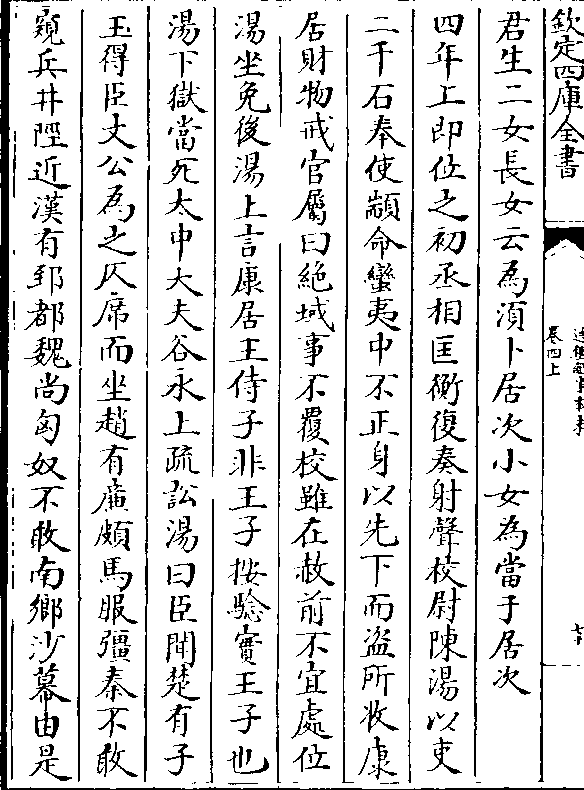 欽定四庫全書
卷四上
君生二女長女云為湏卜居次小女為當于居次
四年上即位之初丞相匡衡復奏射聲校尉陳湯以吏
二千石奉使顓命蠻夷中不正身以先下而盗所收康
居財物戒官屬曰絶域事不覆校雖在赦前不宜處位
湯坐免後湯上言康居王侍子非王子按驗實王子也
湯下獄當死太中大夫谷永上疏訟湯曰臣聞楚有子
玉得臣文公為之仄席而坐趙有廉頗馬服彊秦不敢
窺兵井陘近漢有郅都魏尚匈奴不敢南鄉沙幕由是